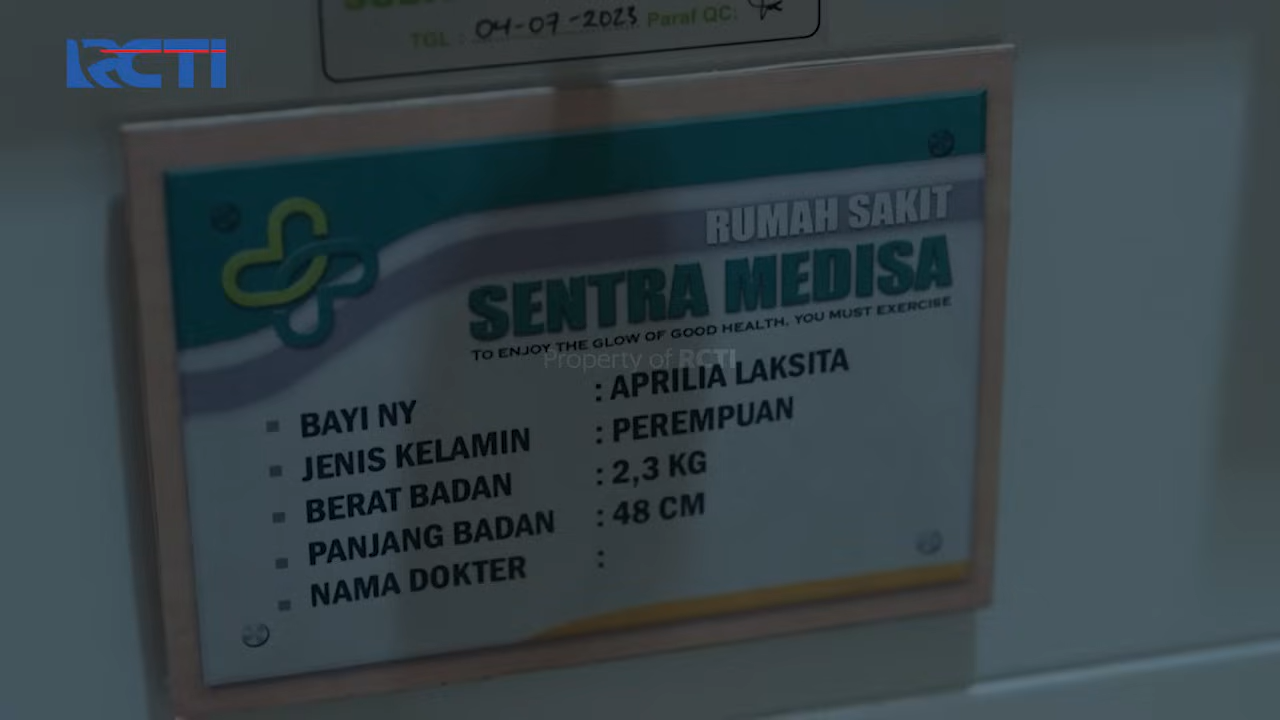 TGL : 04-07-2023 Paraf QC:
RCTI
RUMAH SAKIT
SENTRA MEDISA
TO ENJOY THE GLOW OF GOOD HEALTH, YOU MUST EXERCISE
Property of RCTI
BAYI NY : APRILIA LAKSITA
JENIS KELAMIN : PEREMPUAN
BERAT BADAN : 2,3 KG
PANJANG BADAN : 48 CM
NAMA DOKTER :